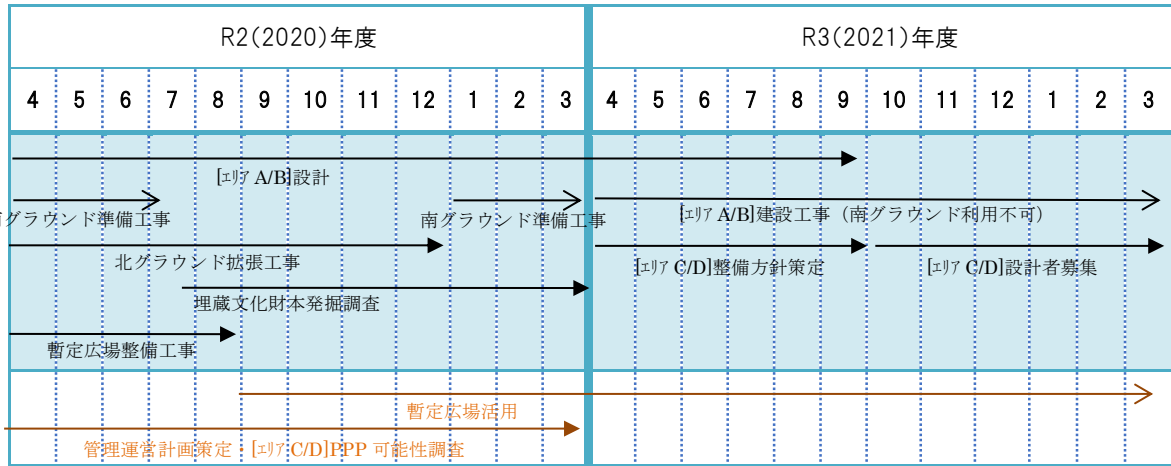 R2(2020)年度 R3(2021)年度
4 5 6 7 8 9 10 11 12 1 2 3 4 5 6 7 8 9 10 11 12 1 2 3
[エリア A/B]設計
南グラウンド準備工事 南グラウンド準備工事 [エリア A/B]建設工事（南グラウンド利用不可）
北グラウンド拡張工事 [エリア C/D]整備方針策定 [エリア C/D]設計者募集
埋蔵文化財本発掘調査
暫定広場整備工事
暫定広場活用
管理運営計画策定・[エリア C/D]PPP 可能性調査